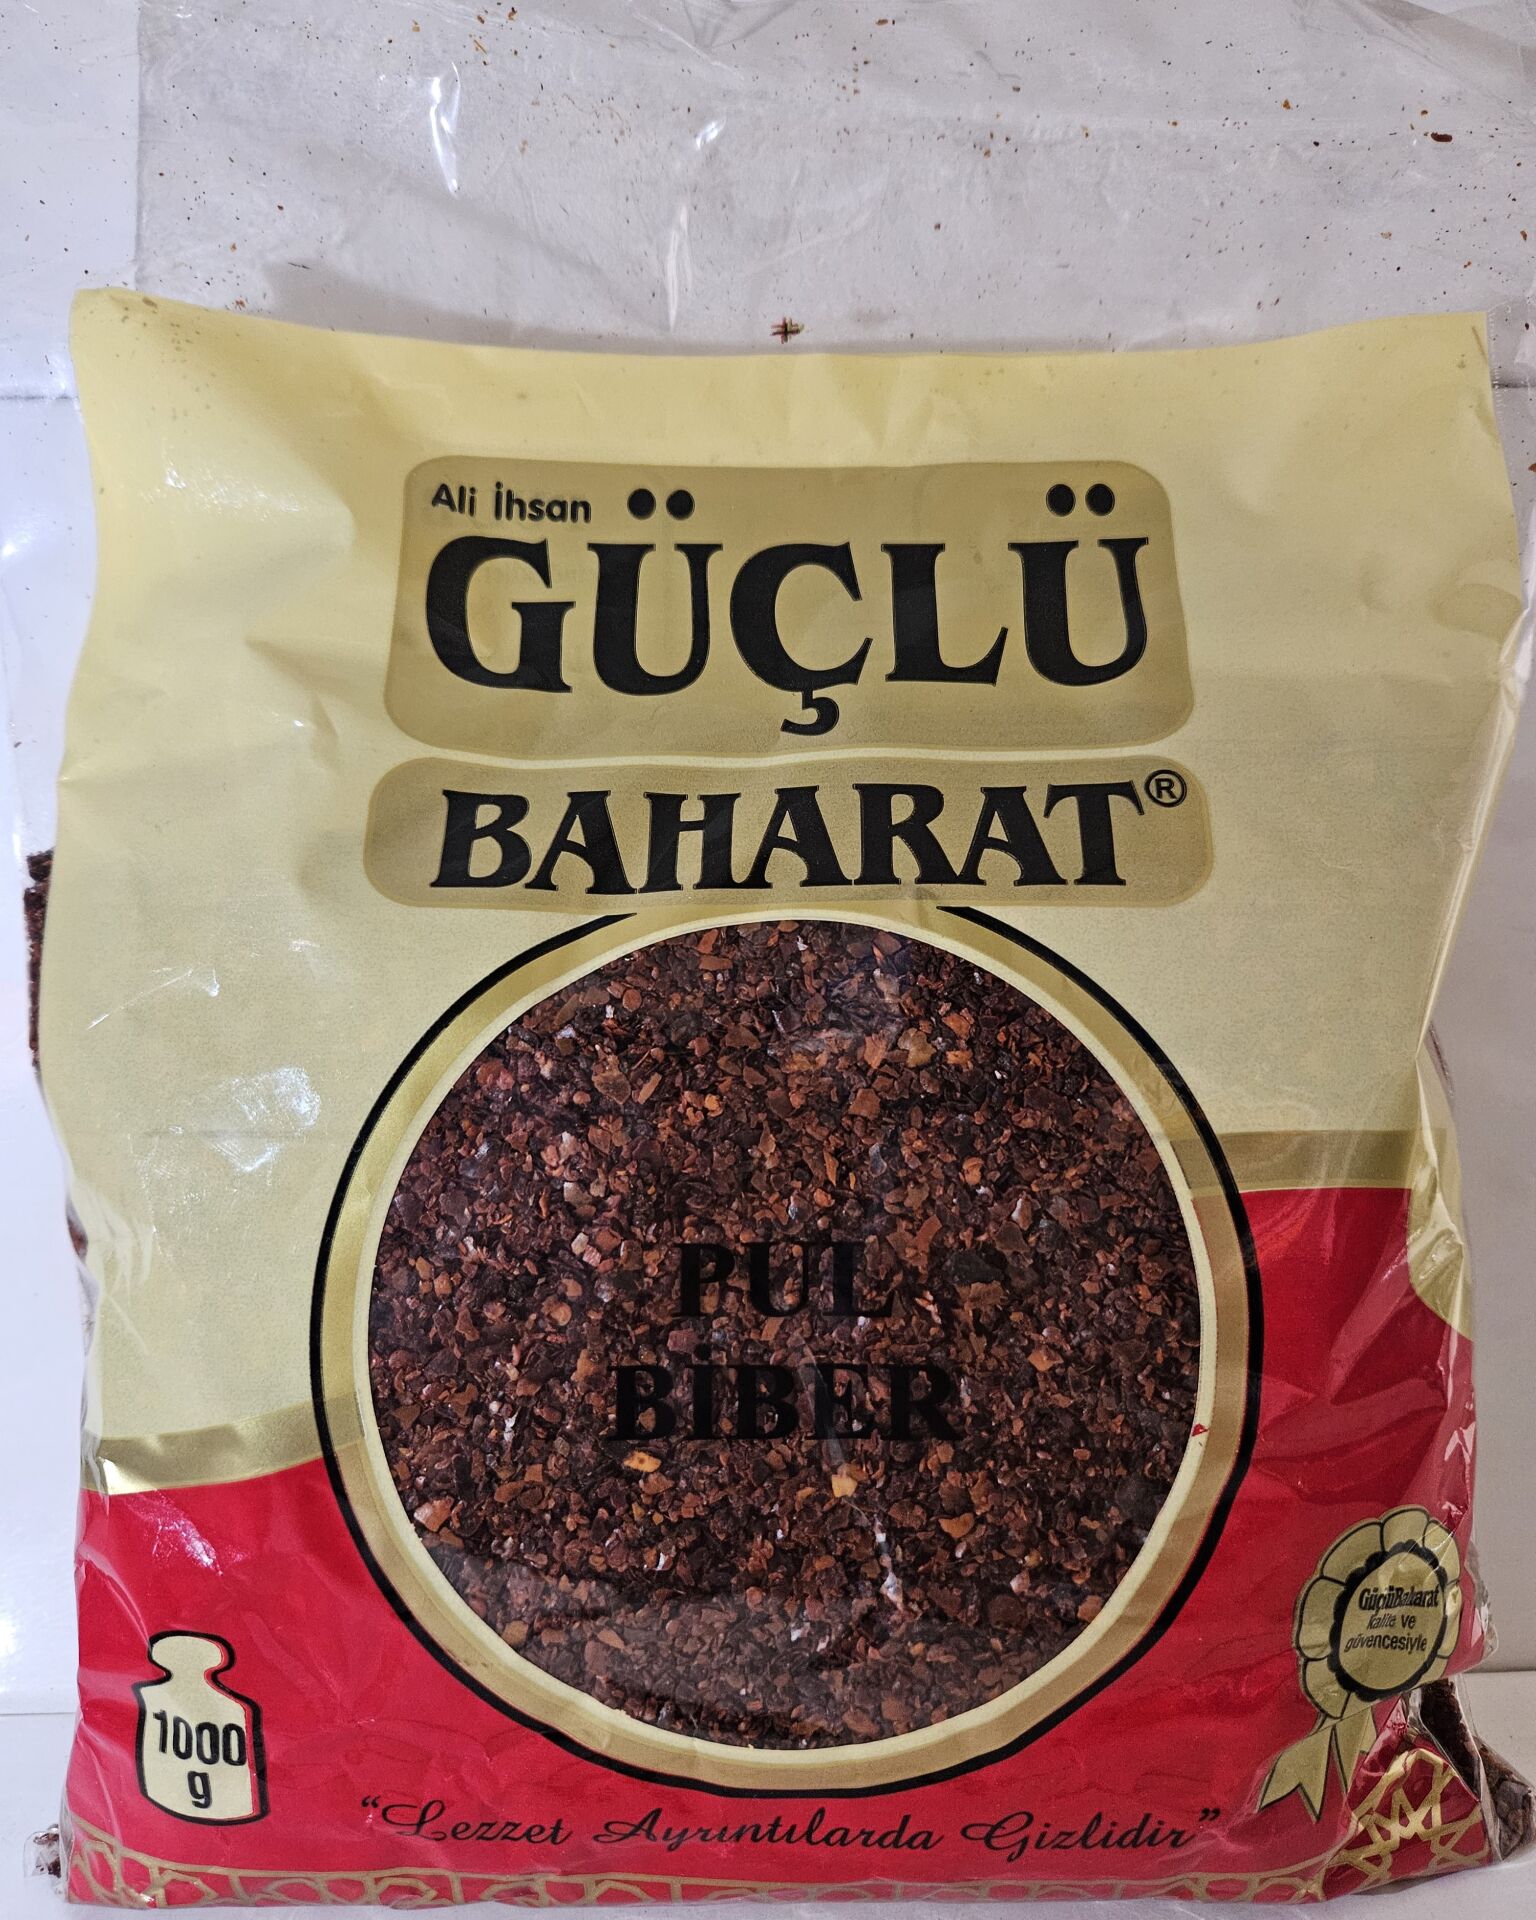 Ali İhsan
GÜÇLÜ
BAHARAT®
PUL
BİBER
GüçlüBaharat
kalite ve
güvencesiyle
1000
g
“Lezzet Ayrıntılarda Gizlidir”